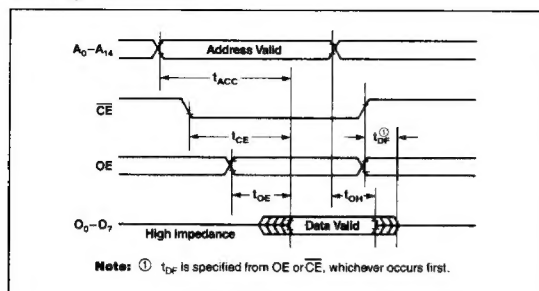 A0–A14
Address Valid
tACC
CE
tCE
tDF①
OE
tOE
tOH
O0–O7
High Impedance
Data Valid
Note: ① tDF is specified from OE or CE, whichever occurs first.